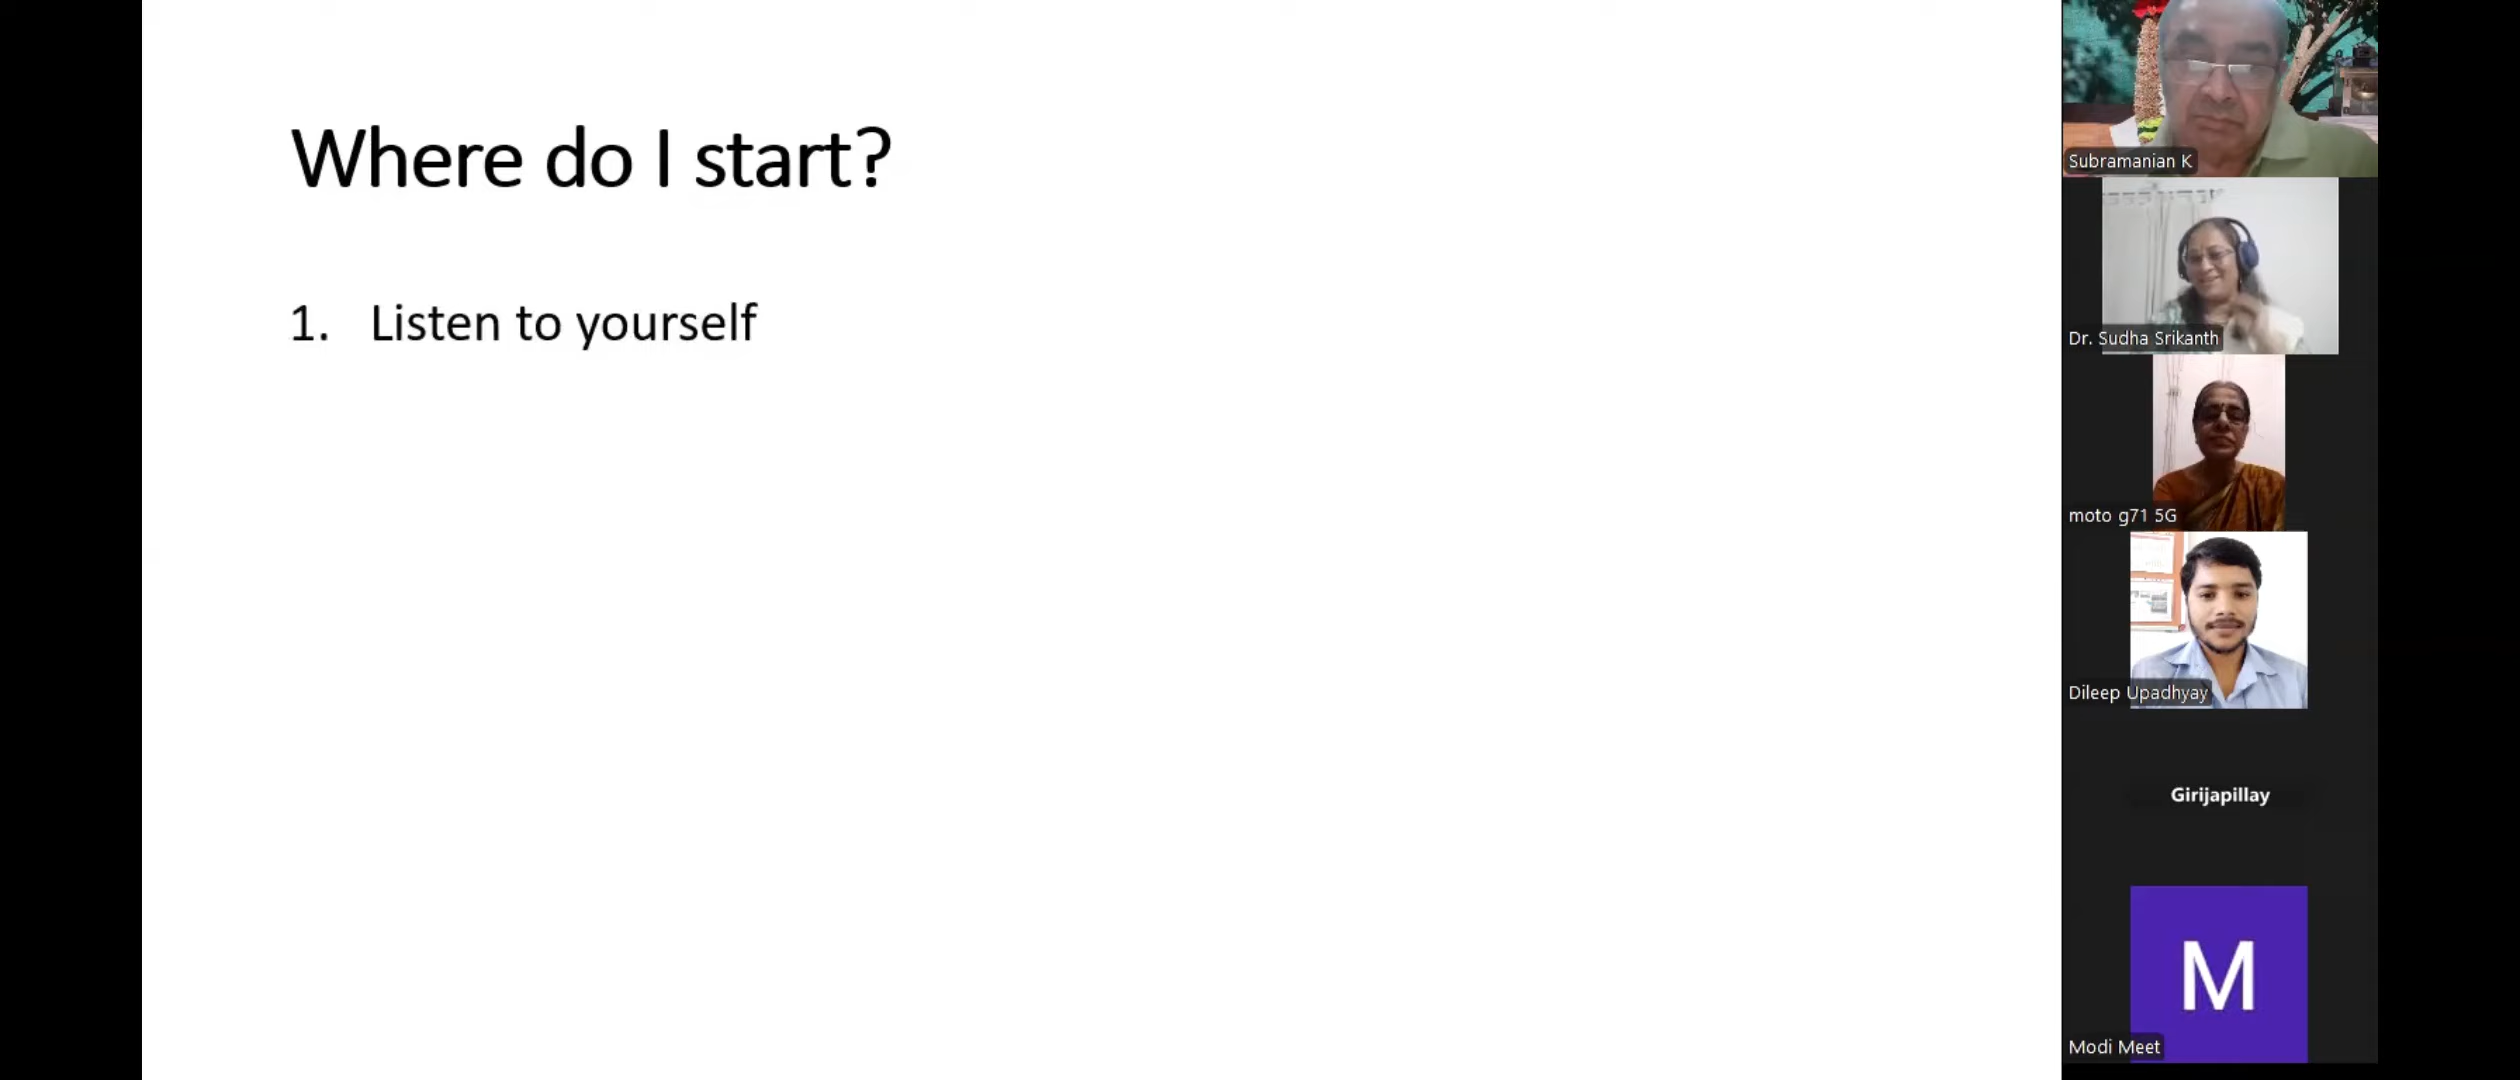 Where do I start?
1. Listen to yourself
Subramanian K
Dr. Sudha Srikanth
moto g71 5G
Dileep Upadhyay
Girijapillay
M
Modi Meet